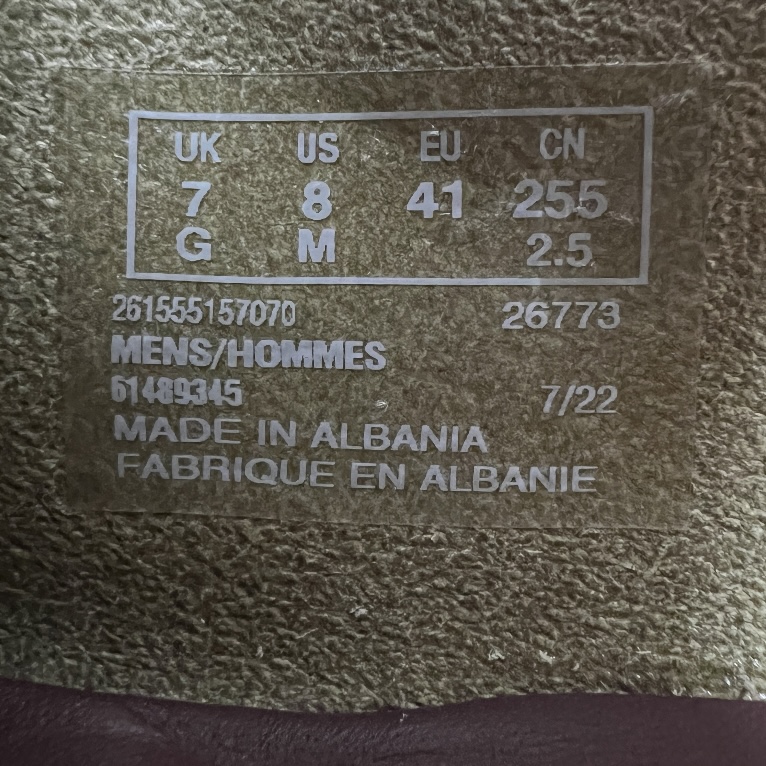 UK US EU CN
7 8 41 255
G M 2.5
261555157070 26773
MENS/HOMMES
61489345 7/22
MADE IN ALBANIA
FABRIQUE EN ALBANIE